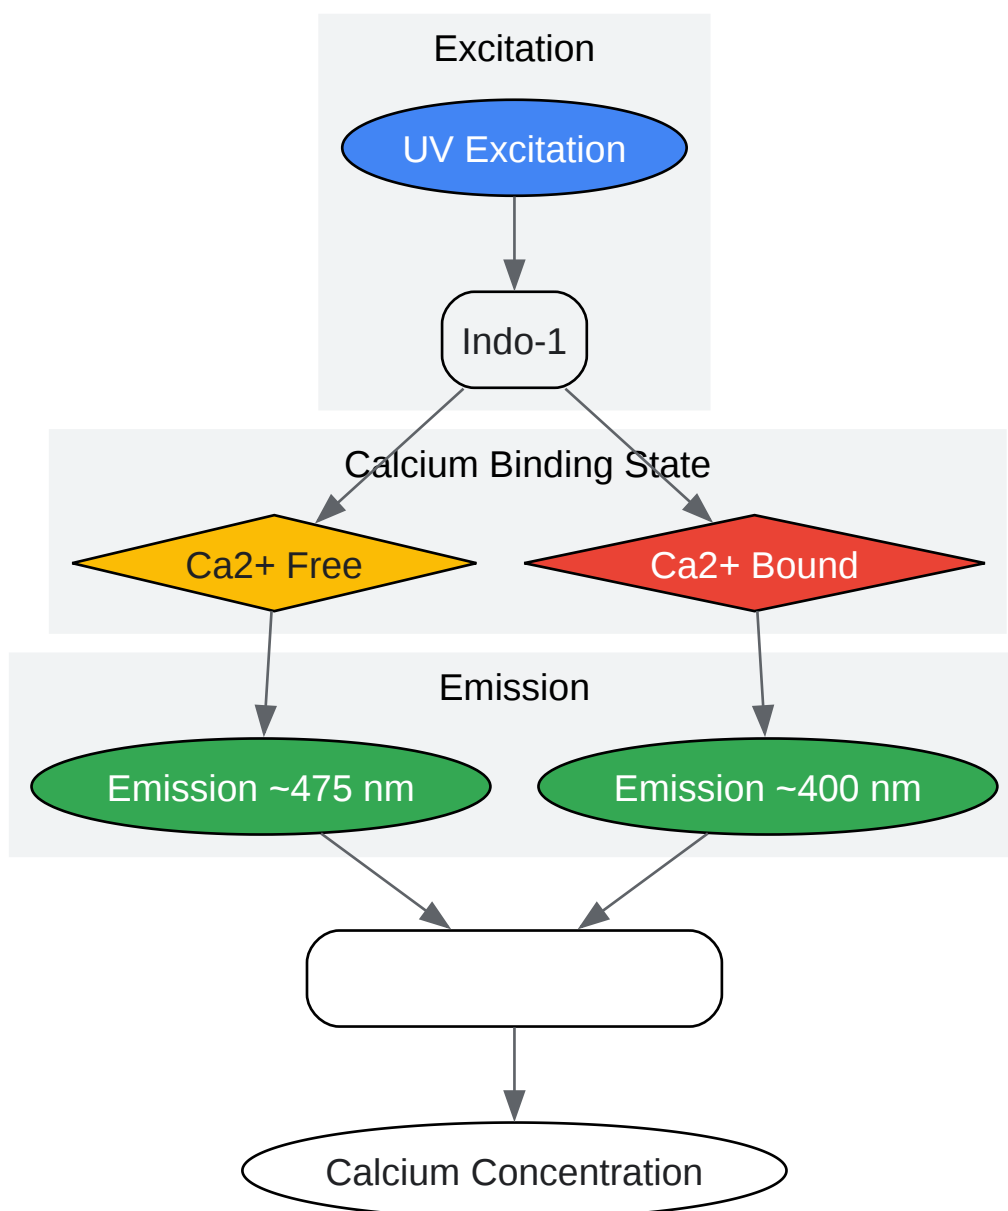 Excitation
UV Excitation
Indo-1
Calcium Binding State
Ca2+ Free
Ca2+ Bound
Emission
Emission ~475 nm
Emission ~400 nm
Calcium Concentration